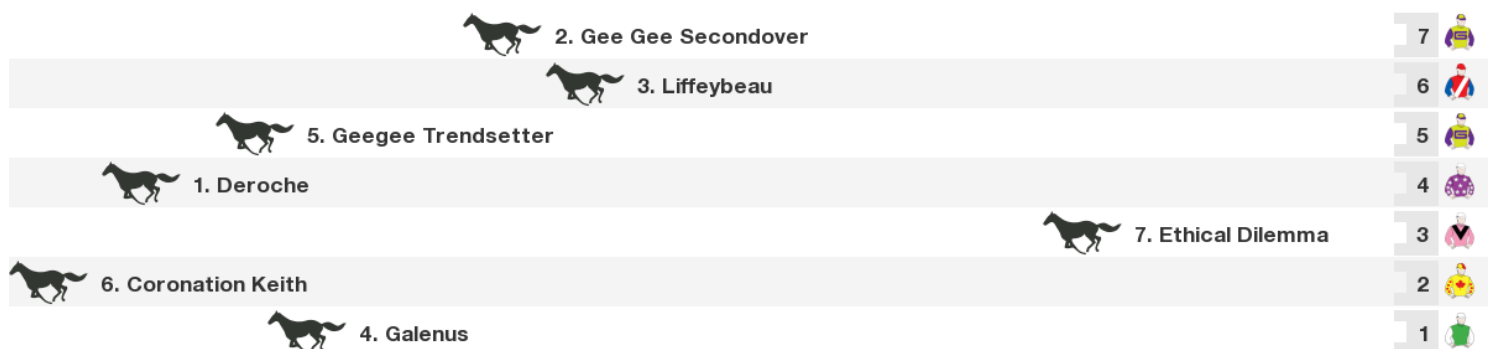 2. Gee Gee Secondover 7
3. Liffeybeau 6
5. Geegee Trendsetter 5
1. Deroche 4
7. Ethical Dilemma 3
6. Coronation Keith 2
4. Galenus 1